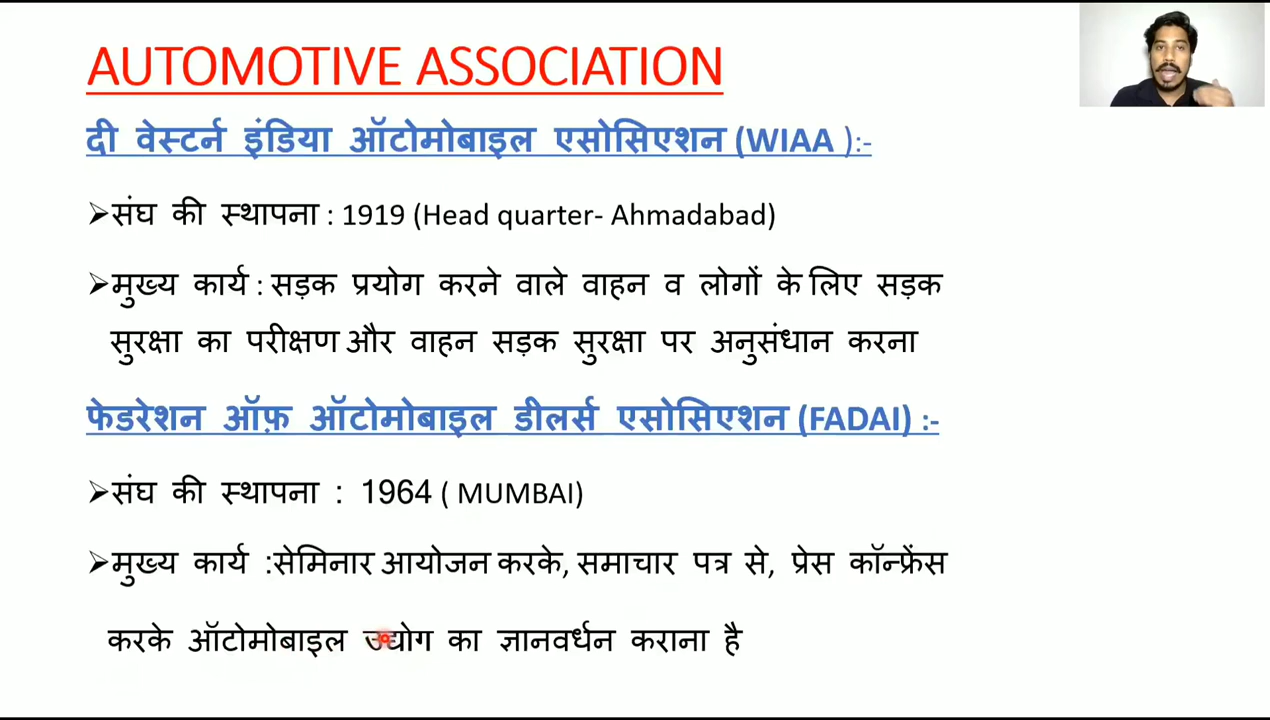 AUTOMOTIVE ASSOCIATION
दी वेस्टर्न इंडिया ऑटोमोबाइल एसोसिएशन (WIAA ):-
➢संघ की स्थापना : 1919 (Head quarter- Ahmadabad)
➢मुख्य कार्य : सड़क प्रयोग करने वाले वाहन व लोगों के लिए सड़क
सुरक्षा का परीक्षण और वाहन सड़क सुरक्षा पर अनुसंधान करना
फेडरेशन ऑफ़ ऑटोमोबाइल डीलर्स एसोसिएशन (FADAI) :-
➢संघ की स्थापना : 1964 ( MUMBAI)
➢मुख्य कार्य :सेमिनार आयोजन करके, समाचार पत्र से, प्रेस कॉन्फ्रेंस
करके ऑटोमोबाइल उद्योग का ज्ञानवर्धन कराना है